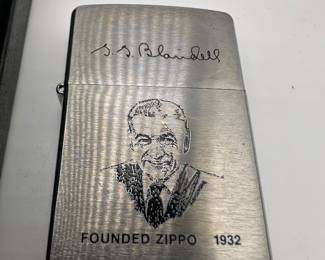 G. G. Blaisdell
FOUNDED ZIPPO 1932